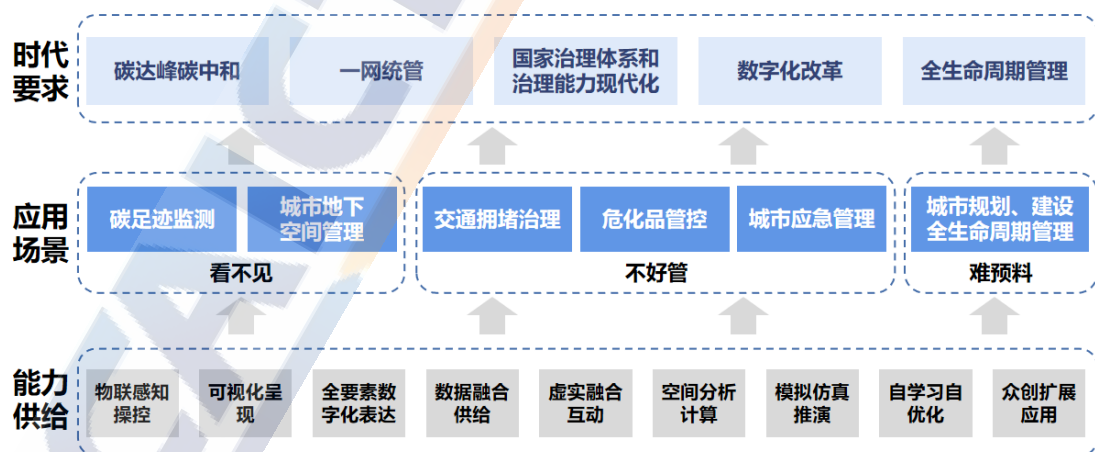 时代
要求
碳达峰碳中和
一网统管
国家治理体系和
治理能力现代化
数字化改革
全生命周期管理
应用
场景
碳足迹监测
城市地下
空间管理
看不见
交通拥堵治理
危化品管控
城市应急管理
不好管
城市规划、建设
全生命周期管理
难预料
能力
供给
物联感知
操控
可视化呈
现
全要素数
字化表达
数据融合
供给
虚实融合
互动
空间分析
计算
模拟仿真
推演
自学习自
优化
众创扩展
应用